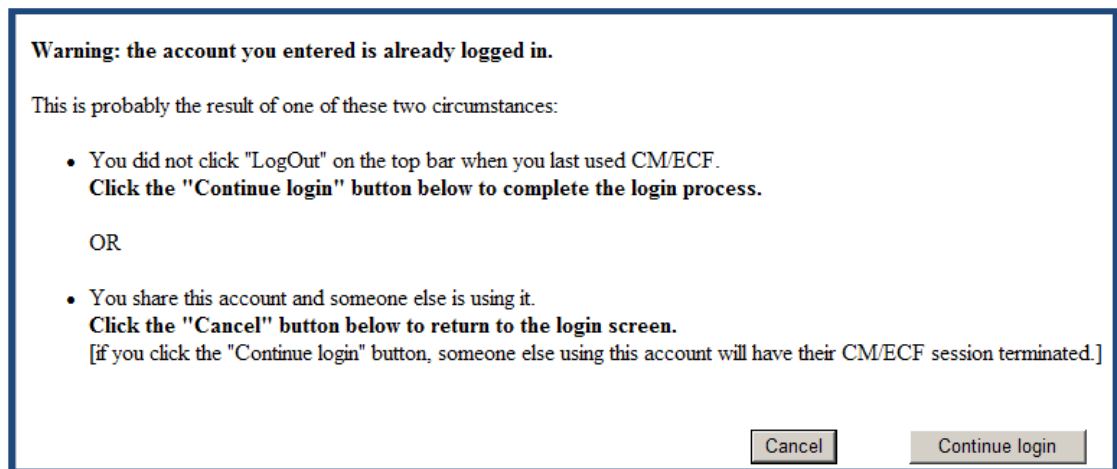 Warning: the account you entered is already logged in.
This is probably the result of one of these two circumstances:
• You did not click "LogOut" on the top bar when you last used CM/ECF.
Click the "Continue login" button below to complete the login process.
OR
• You share this account and someone else is using it.
Click the "Cancel" button below to return to the login screen.
[if you click the "Continue login" button, someone else using this account will have their CM/ECF session terminated.]
Cancel Continue login